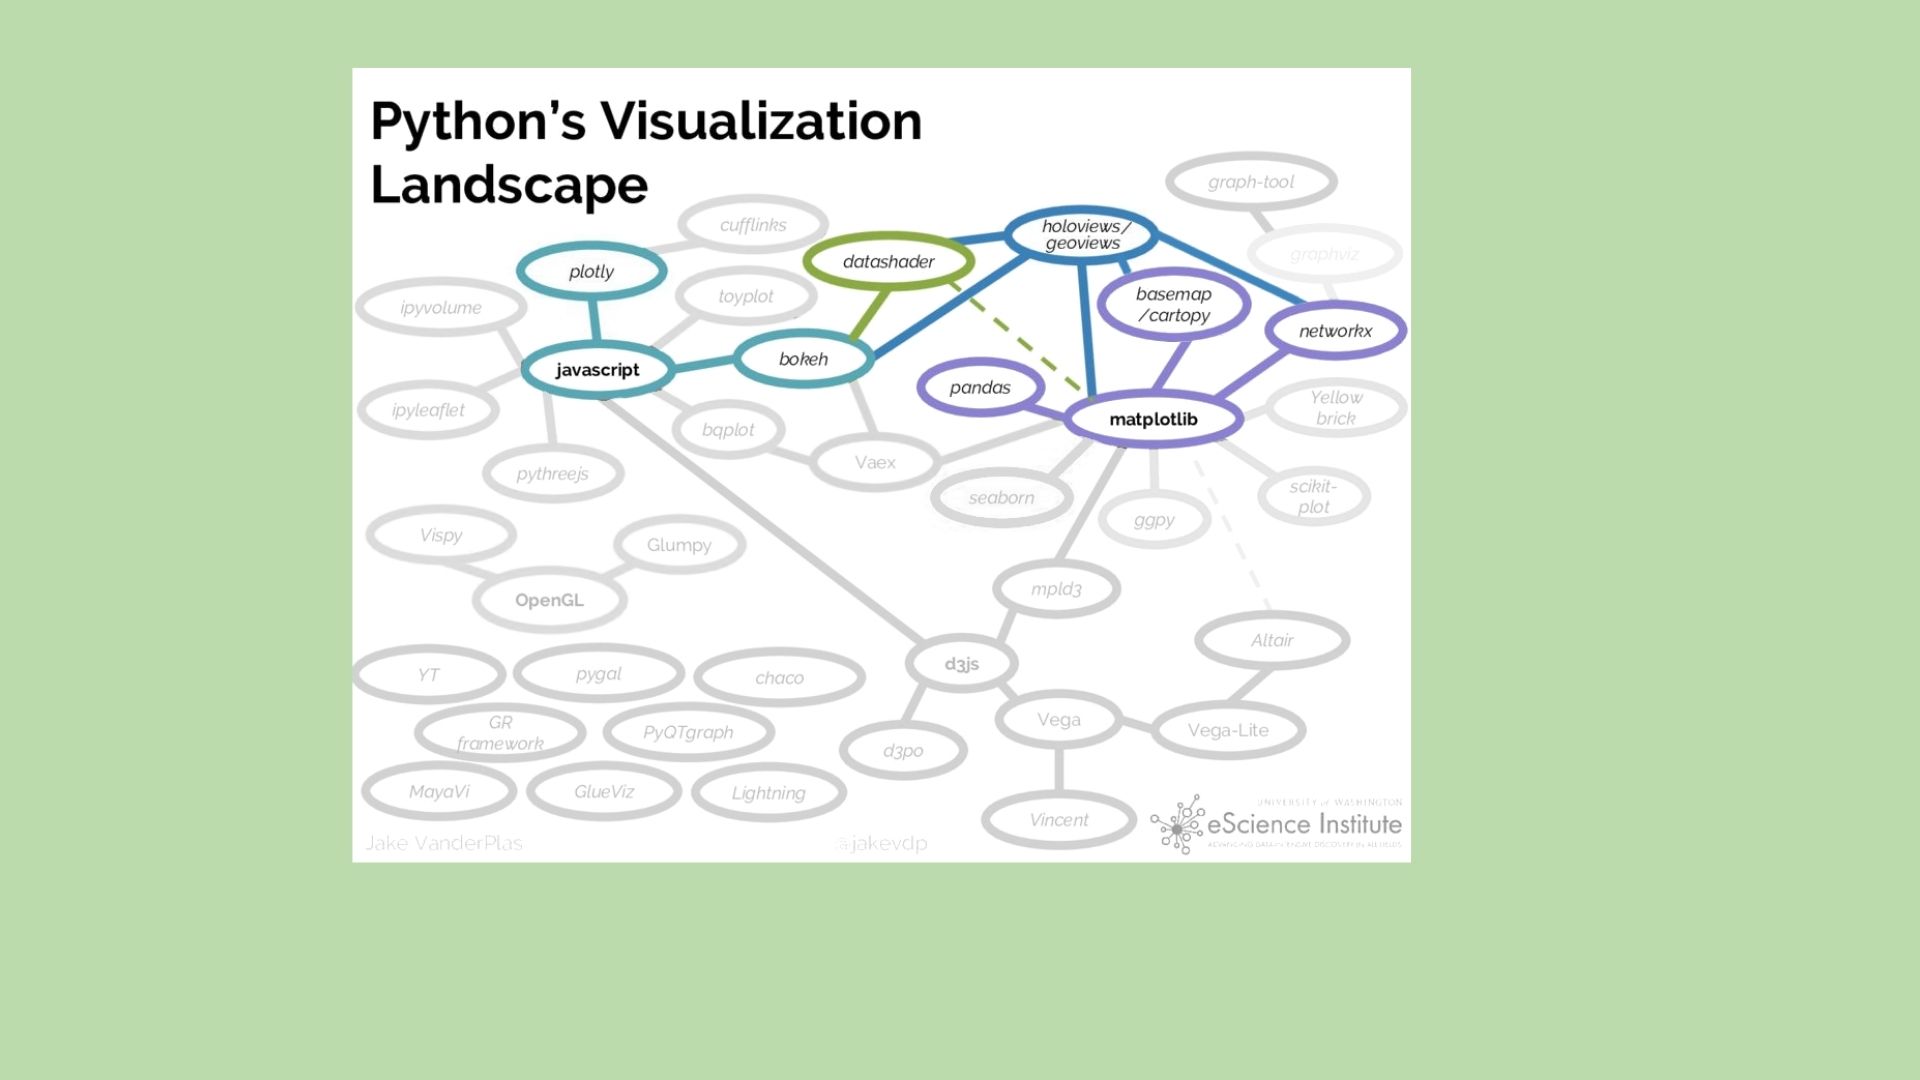 Python's Visualization
Landscape
graph-tool
cufflinks
holoviews/
geoviews
graphviz
datashader
plotly
toyplot
basemap
/cartopy
ipyvolume
networkx
bokeh
javascript
pandas
Yellow
brick
ipyleaflet
matplotlib
bqplot
Vaex
pythreejs
seaborn
scikit-
plot
ggpy
Vispy
Glumpy
OpenGL
mpld3
Altair
d3js
YT
pygal
chaco
GR
framework
PyQTgraph
Vega
Vega-Lite
d3po
MayaVi
GlueViz
Lightning
Vincent
UNIVERSITY of WASHINGTON
eScience Institute
ADVANCING DATA-INTENSIVE DISCOVERY IN ALL FIELDS
Jake VanderPlas
@jakevdp